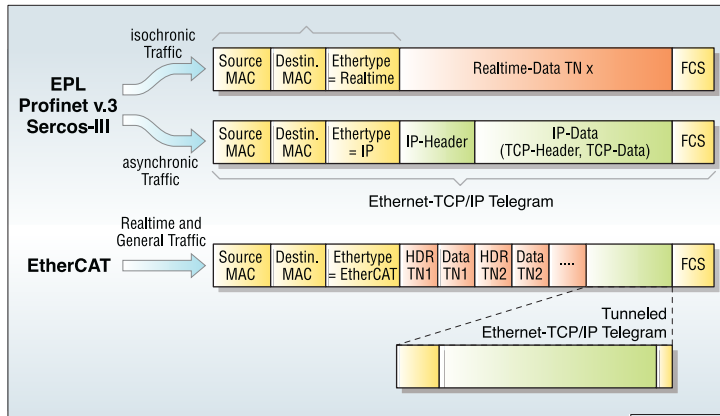 isochronic
Traffic
EPL
Profinet v.3
Sercos-III
asynchronic
Traffic
Source
MAC
Destin.
MAC
Ethertype
= Realtime
Realtime-Data TN x
FCS
Source
MAC
Destin.
MAC
Ethertype
= IP
IP-Header
IP-Data
(TCP-Header, TCP-Data)
FCS
Ethernet-TCP/IP Telegram
Realtime and
General Traffic
EtherCAT
Source
MAC
Destin.
MAC
Ethertype
= EtherCAT
HDR
TN1
Data
TN1
HDR
TN2
Data
TN2
....
FCS
Tunneled
Ethernet-TCP/IP Telegram